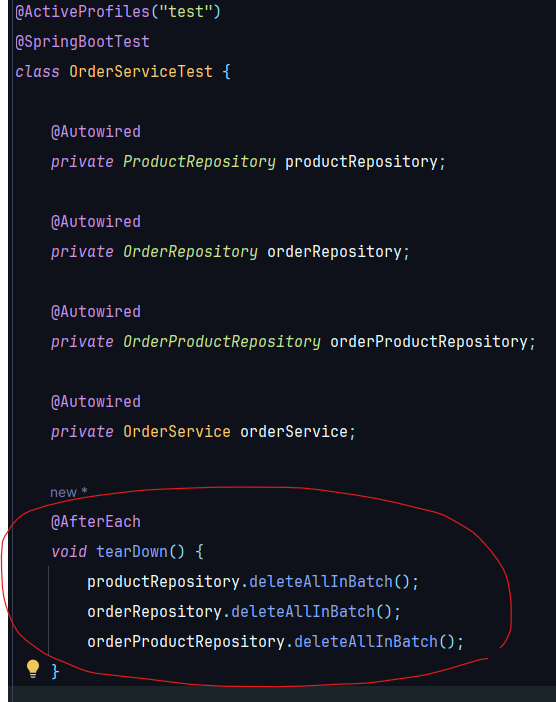 @ActiveProfiles("test")
@SpringBootTest
class OrderServiceTest {
@Autowired
private ProductRepository productRepository;
@Autowired
private OrderRepository orderRepository;
@Autowired
private OrderProductRepository orderProductRepository;
@Autowired
private OrderService orderService;
new *
@AfterEach
void tearDown() {
productRepository.deleteAllInBatch();
orderRepository.deleteAllInBatch();
orderProductRepository.deleteAllInBatch();
}